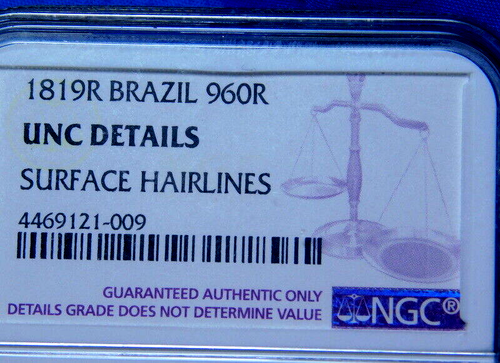 1819R BRAZIL 960R
UNC DETAILS
SURFACE HAIRLINES
4469121-009
GUARANTEED AUTHENTIC ONLY
DETAILS GRADE DOES NOT DETERMINE VALUE
NGC®